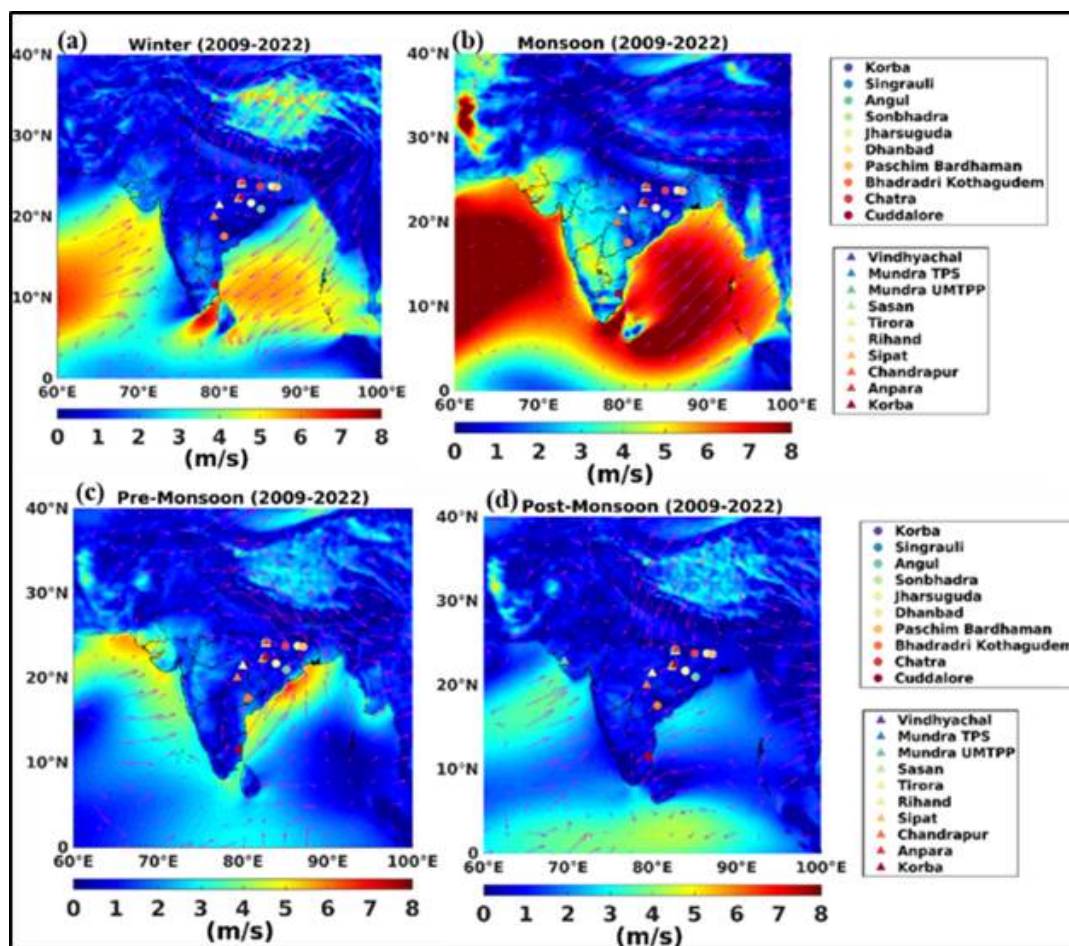 (a) Winter (2009-2022)
40°N
30°N
20°N
10°N
0
60°E 70°E 80°E 90°E 100°E
0 1 2 3 4 5 6 7 8
(m/s)
(b) Monsoon (2009-2022)
40°N
30°N
20°N
10°N
0
60°E 70°E 80°E 90°E 100°E
0 1 2 3 4 5 6 7 8
(m/s)
Korba
Singrauli
Angul
Sonbhadra
Jharsuguda
Dhanbad
Paschim Bardhaman
Bhadradri Kothagudem
Chatra
Cuddalore
Vindhyachal
Mundra TPS
Mundra UMTPP
Sasan
Tirora
Rihand
Sipat
Chandrapur
Anpara
Korba
(c) Pre-Monsoon (2009-2022)
40°N
30°N
20°N
10°N
0
60°E 70°E 80°E 90°E 100°E
0 1 2 3 4 5 6 7 8
(m/s)
(d) Post-Monsoon (2009-2022)
40°N
30°N
20°N
10°N
0
60°E 70°E 80°E 90°E 100°E
0 1 2 3 4 5 6 7 8
(m/s)
Korba
Singrauli
Angul
Sonbhadra
Jharsuguda
Dhanbad
Paschim Bardhaman
Bhadradri Kothagudem
Chatra
Cuddalore
Vindhyachal
Mundra TPS
Mundra UMTPP
Sasan
Tirora
Rihand
Sipat
Chandrapur
Anpara
Korba